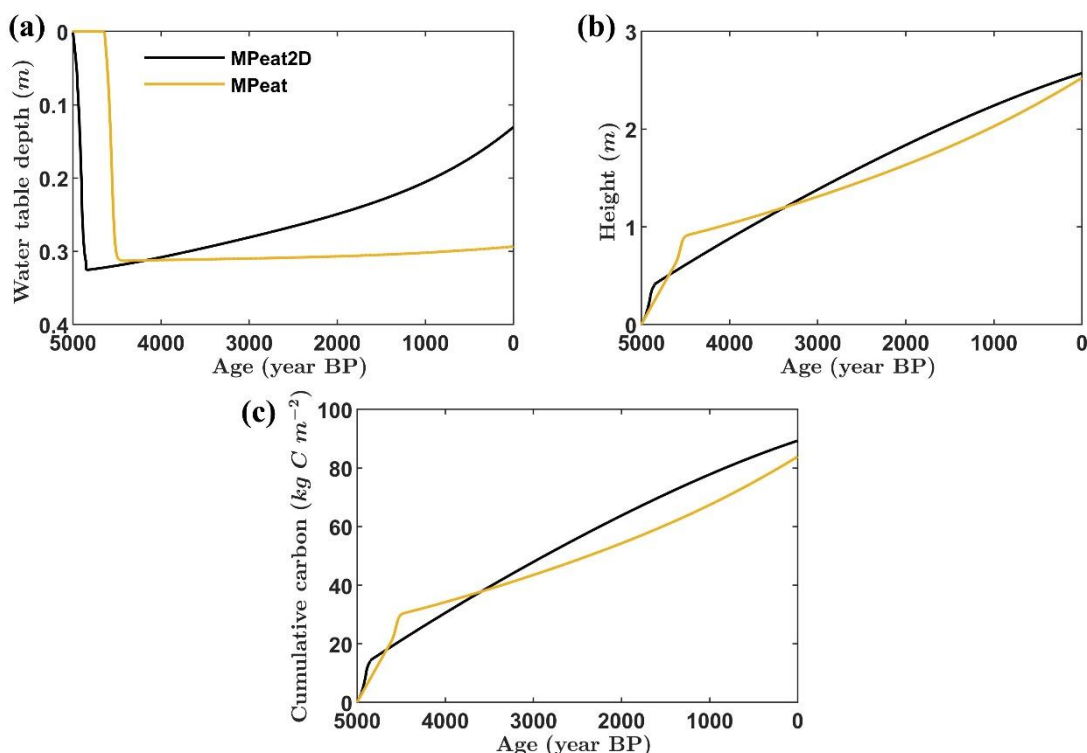 (a)
0
0.1
0.2
0.3
0.4
Water table depth (m)
MPeat2D
MPeat
5000 4000 3000 2000 1000 0
Age (year BP)
(b)
3
2
1
0
Height (m)
5000 4000 3000 2000 1000 0
Age (year BP)
(c)
100
80
60
40
20
0
Cumulative carbon (kg C m⁻²)
5000 4000 3000 2000 1000 0
Age (year BP)